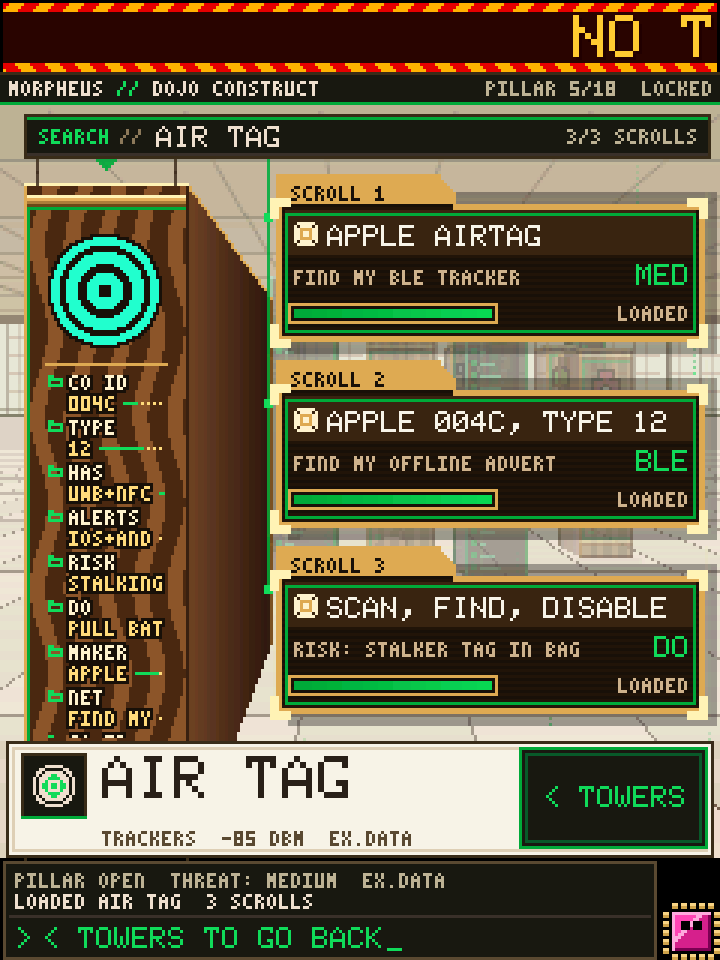 NO T
MORPHEUS // DOJO CONSTRUCT
PILLAR 5/18 LOCKED
SEARCH // AIR TAG
3/3 SCROLLS
CO ID
004C
TYPE
12
HAS
UWB+NFC
ALERTS
IOS+AND
RISK
STALKING
DO
PULL BAT
MAKER
APPLE
NET
FIND MY
SCROLL 1
APPLE AIRTAG
FIND MY BLE TRACKER
MED
LOADED
SCROLL 2
APPLE 004C, TYPE 12
FIND MY OFFLINE ADVERT
BLE
LOADED
SCROLL 3
SCAN, FIND, DISABLE
RISK: STALKER TAG IN BAG
DO
LOADED
AIR TAG
TRACKERS -85 DBM EX.DATA
< TOWERS
PILLAR OPEN THREAT: MEDIUM EX.DATA
LOADED AIR TAG 3 SCROLLS
> < TOWERS TO GO BACK_